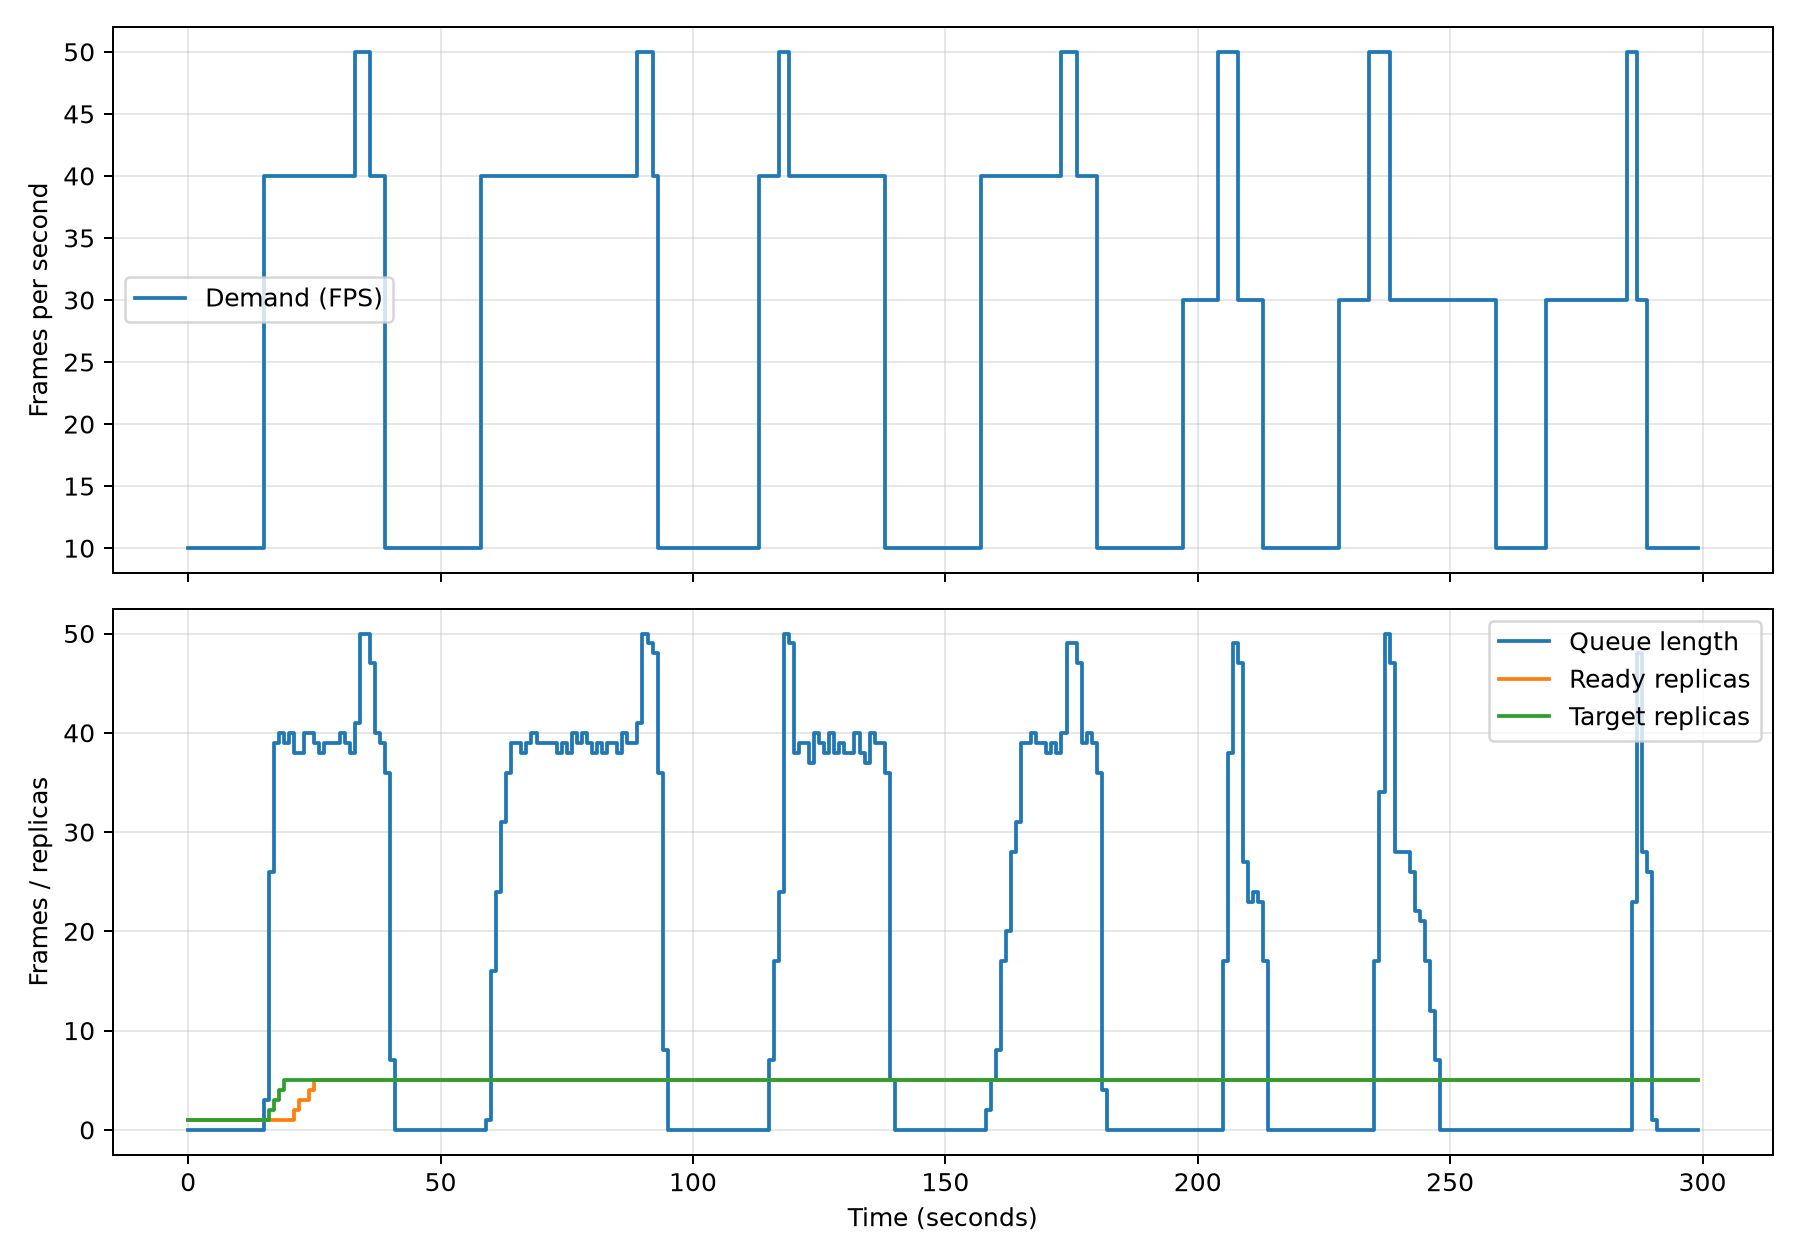 50
45
40
35
30
25
20
15
10
Frames per second
Demand (FPS)
50
40
30
20
10
0
Frames / replicas
Queue length
Ready replicas
Target replicas
0 50 100 150 200 250 300
Time (seconds)